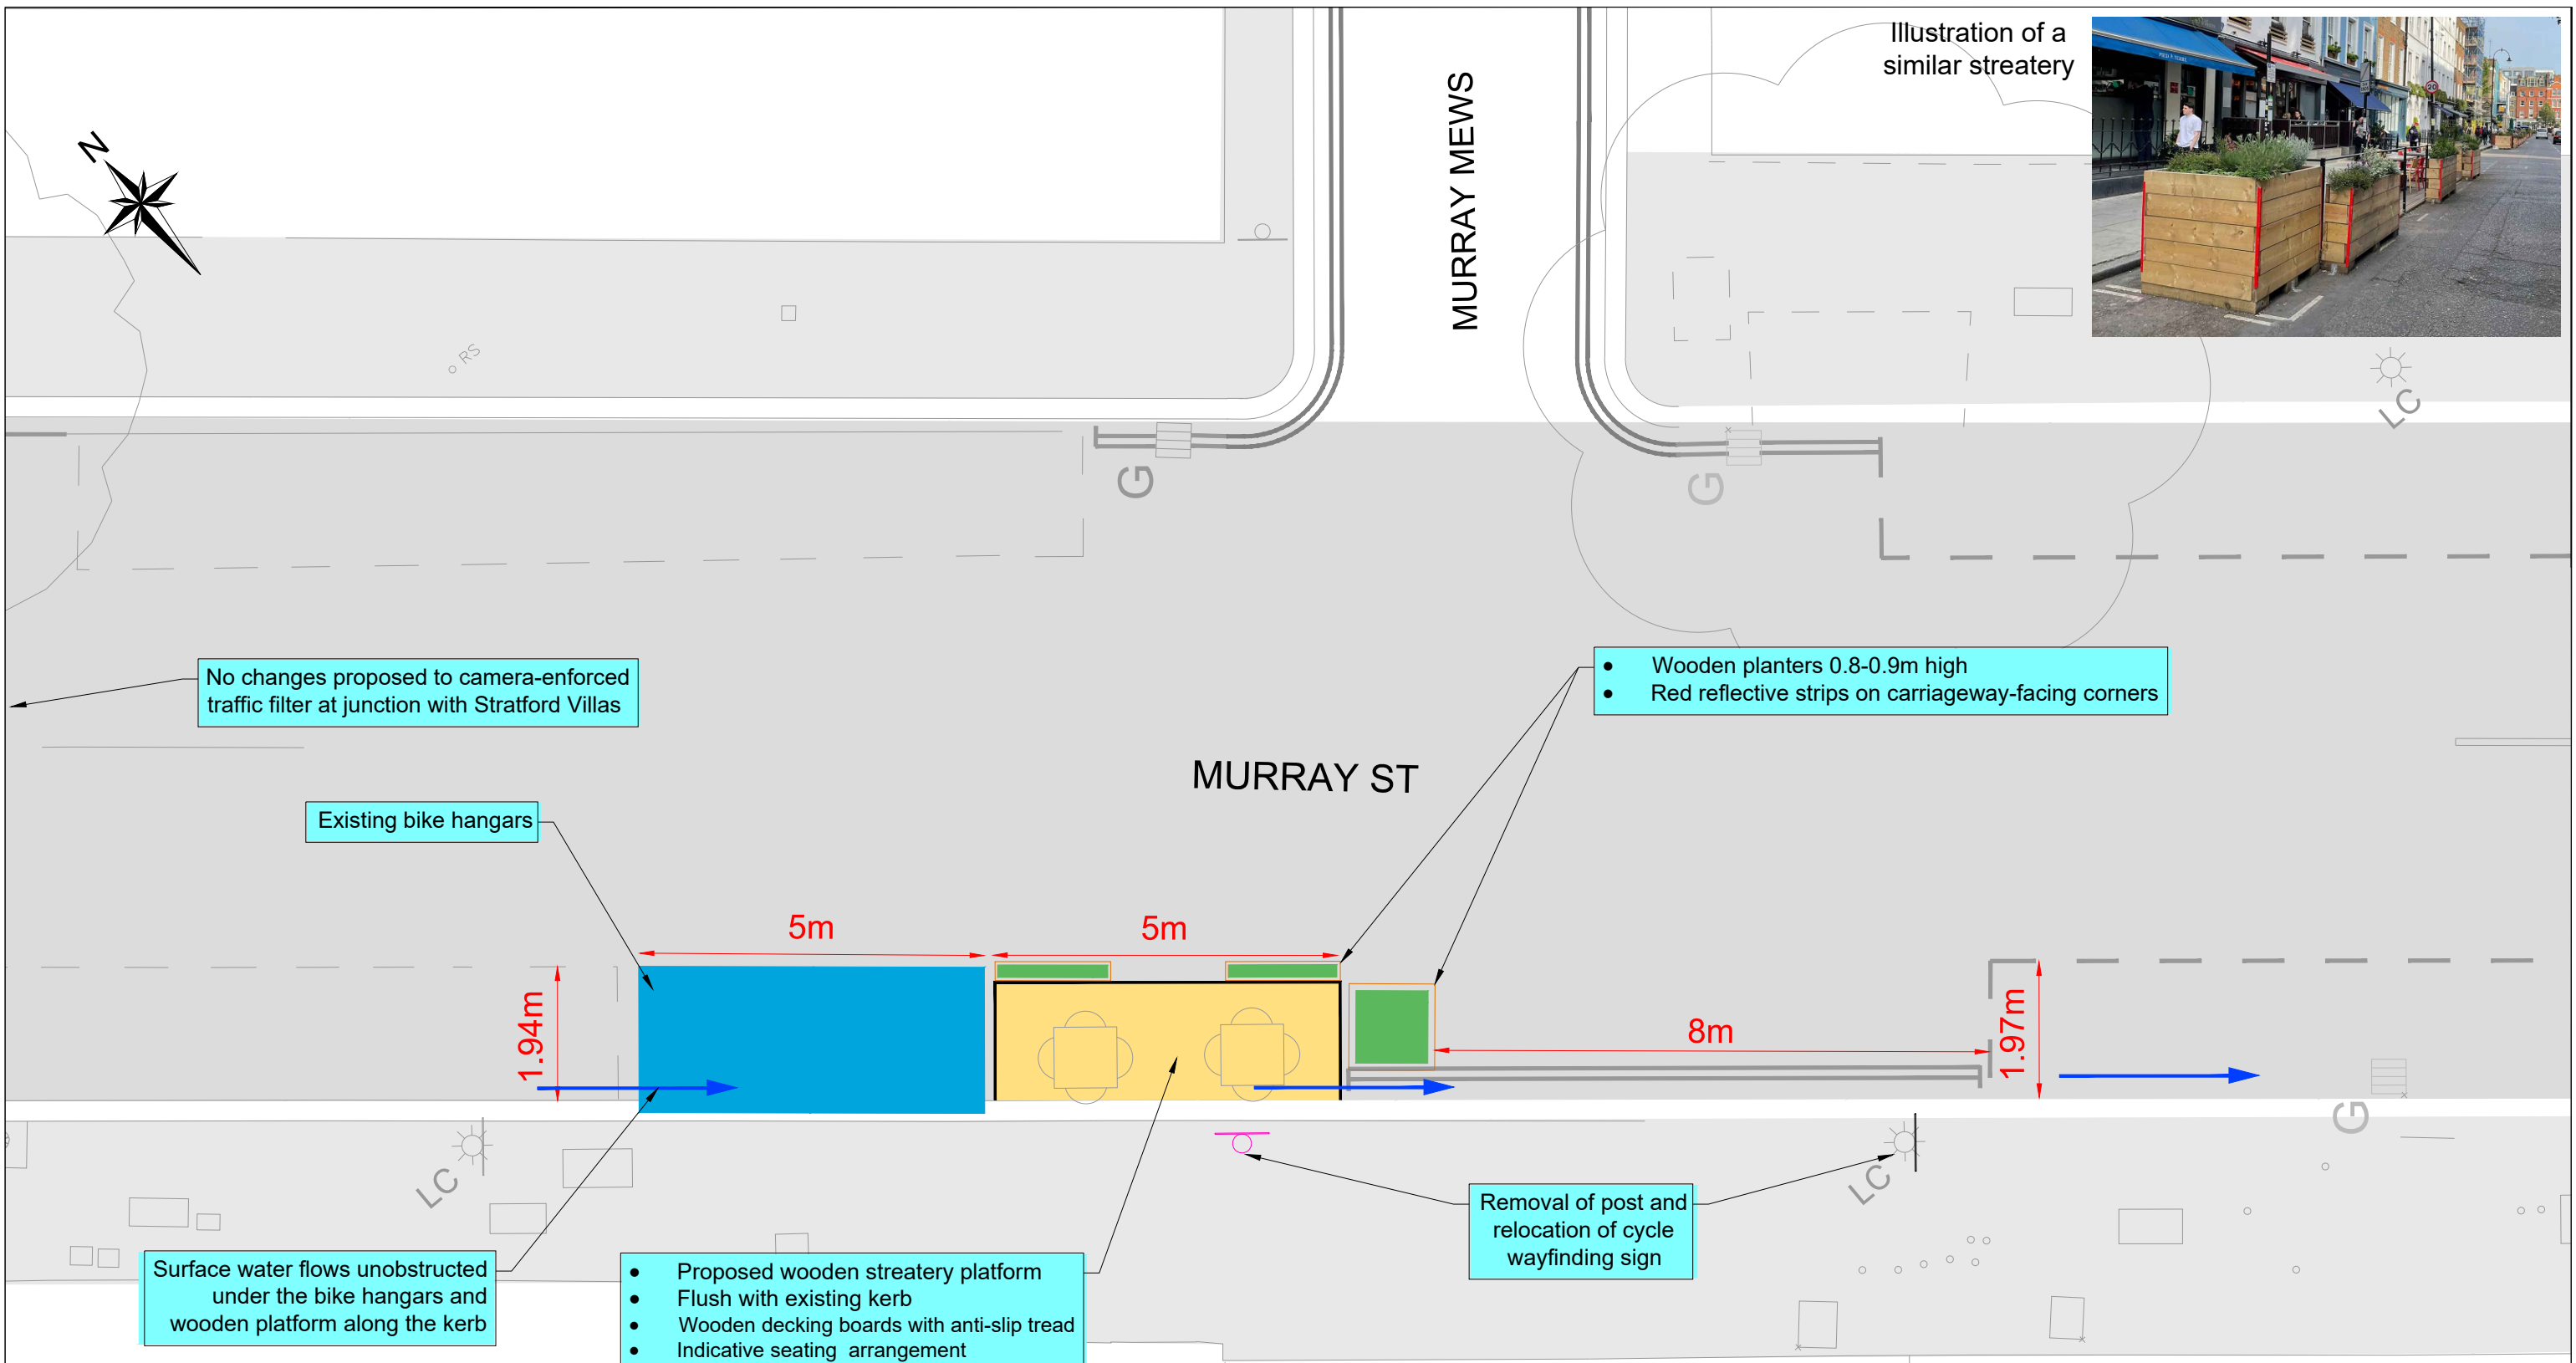 Illustration of a
similar streatery
20
N
MURRAY MEWS
RS
LC
G
G
No changes proposed to camera-enforced
traffic filter at junction with Stratford Villas
• Wooden planters 0.8-0.9m high
• Red reflective strips on carriageway-facing corners
MURRAY ST
Existing bike hangars
5m
5m
1.94m
8m
1.97m
G
LC
LC
Removal of post and
relocation of cycle
wayfinding sign
Surface water flows unobstructed
under the bike hangars and
wooden platform along the kerb
• Proposed wooden streatery platform
• Flush with existing kerb
• Wooden decking boards with anti-slip tread
• Indicative seating arrangement